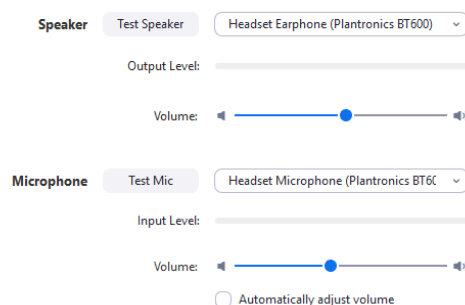 Speaker Test Speaker Headset Earphone (Plantronics BT600)
Output Level:
Volume:
Microphone Test Mic Headset Microphone (Plantronics BT60
Input Level:
Volume:
Automatically adjust volume